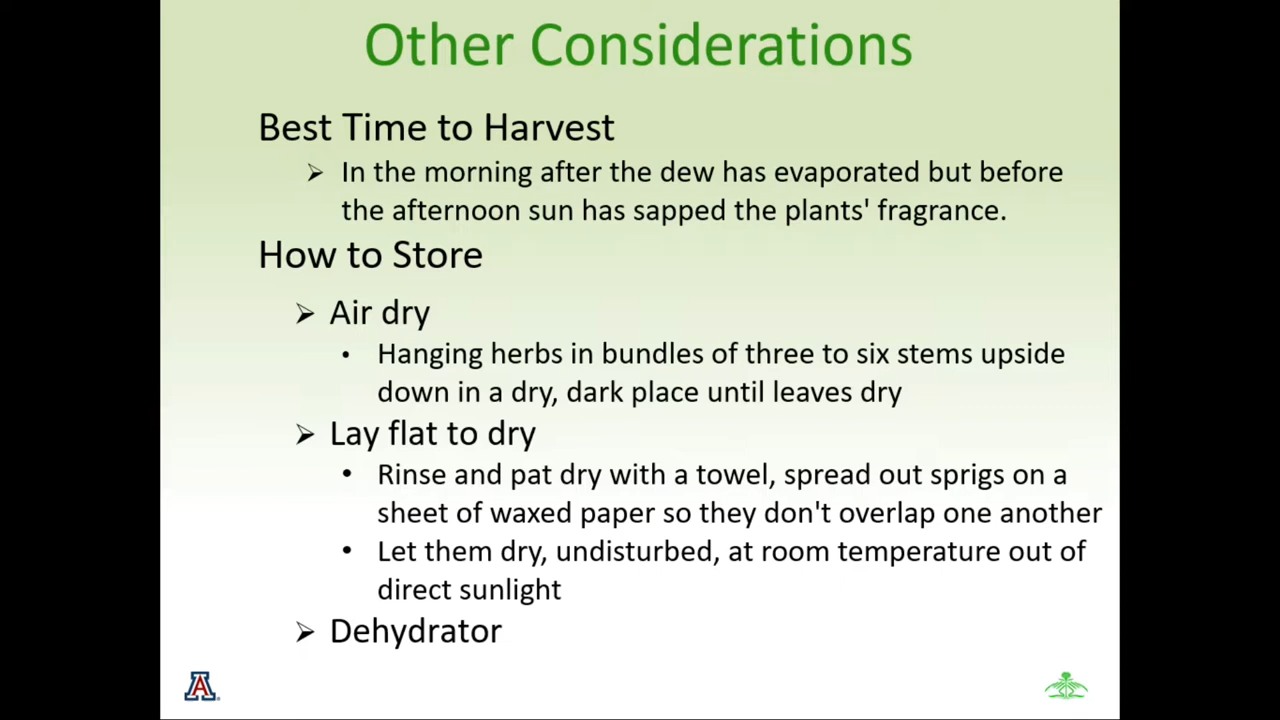 Other Considerations
Best Time to Harvest
➢ In the morning after the dew has evaporated but before
the afternoon sun has sapped the plants' fragrance.
How to Store
➢ Air dry
• Hanging herbs in bundles of three to six stems upside
down in a dry, dark place until leaves dry
➢ Lay flat to dry
• Rinse and pat dry with a towel, spread out sprigs on a
sheet of waxed paper so they don't overlap one another
• Let them dry, undisturbed, at room temperature out of
direct sunlight
➢ Dehydrator
A